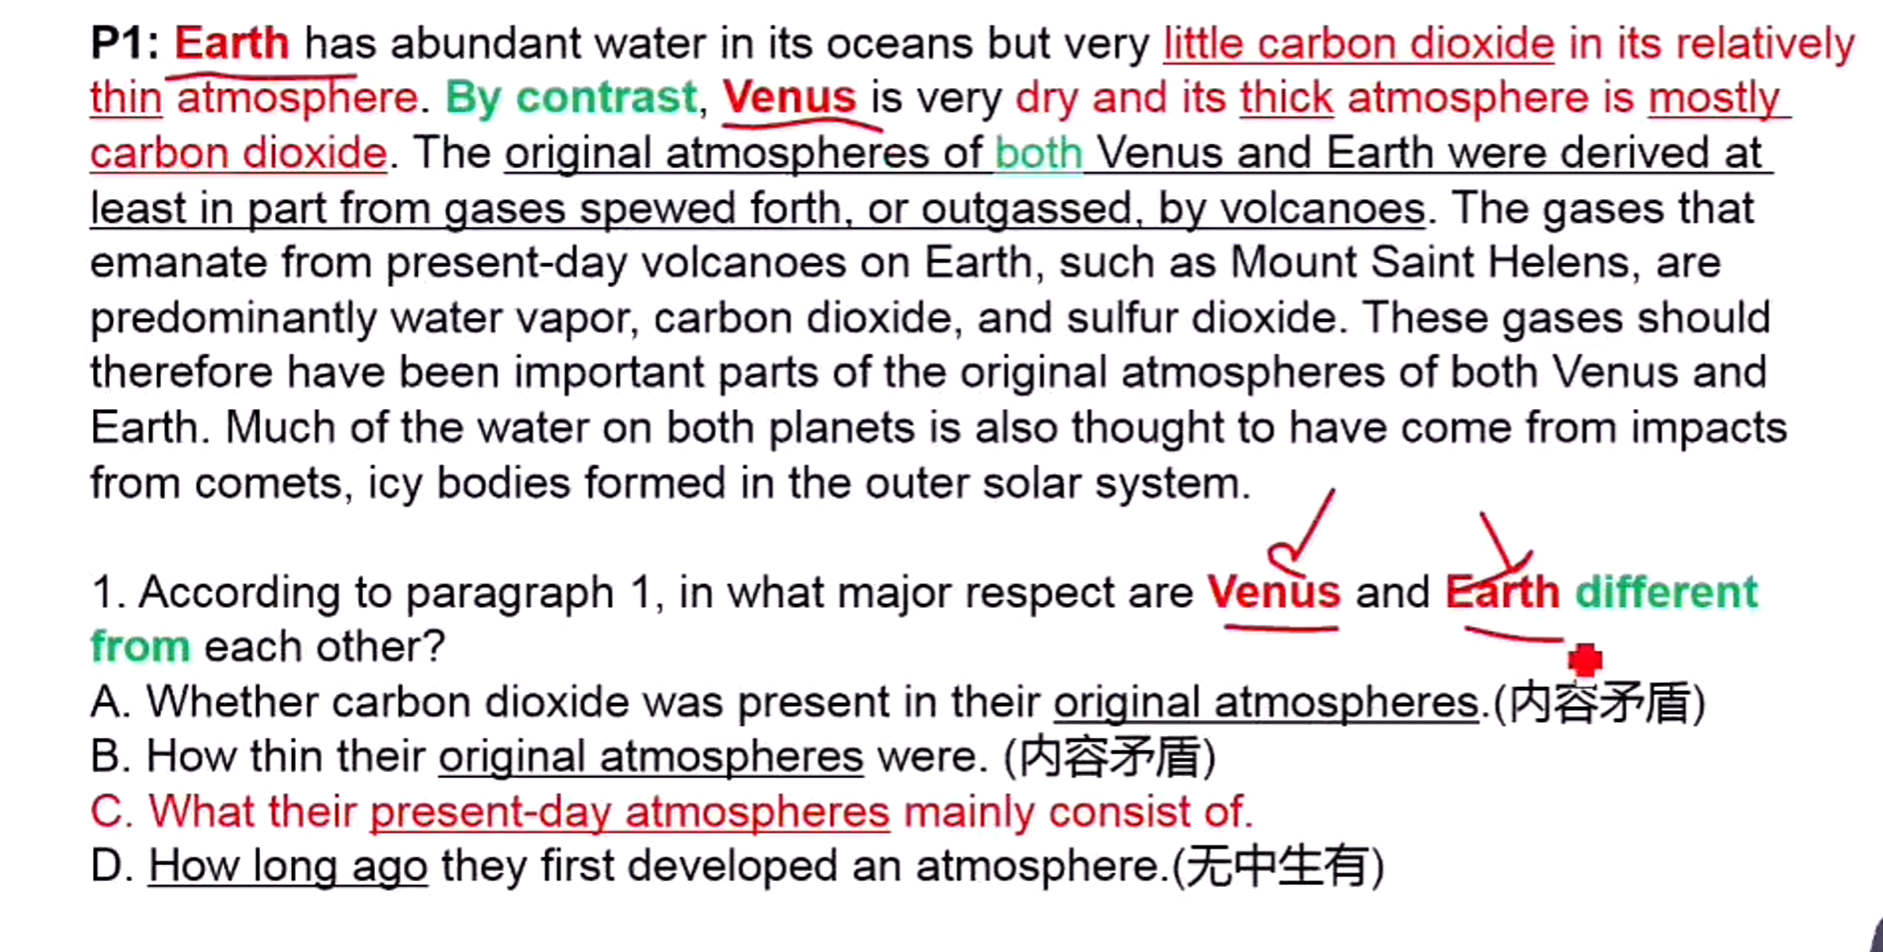 P1: Earth has abundant water in its oceans but very little carbon dioxide in its relatively
thin atmosphere. By contrast, Venus is very dry and its thick atmosphere is mostly
carbon dioxide. The original atmospheres of both Venus and Earth were derived at
least in part from gases spewed forth, or outgassed, by volcanoes. The gases that
emanate from present-day volcanoes on Earth, such as Mount Saint Helens, are
predominantly water vapor, carbon dioxide, and sulfur dioxide. These gases should
therefore have been important parts of the original atmospheres of both Venus and
Earth. Much of the water on both planets is also thought to have come from impacts
from comets, icy bodies formed in the outer solar system.
1. According to paragraph 1, in what major respect are Venus and Earth different
from each other?
A. Whether carbon dioxide was present in their original atmospheres.(内容矛盾)
B. How thin their original atmospheres were. (内容矛盾)
C. What their present-day atmospheres mainly consist of.
D. How long ago they first developed an atmosphere.(无中生有)